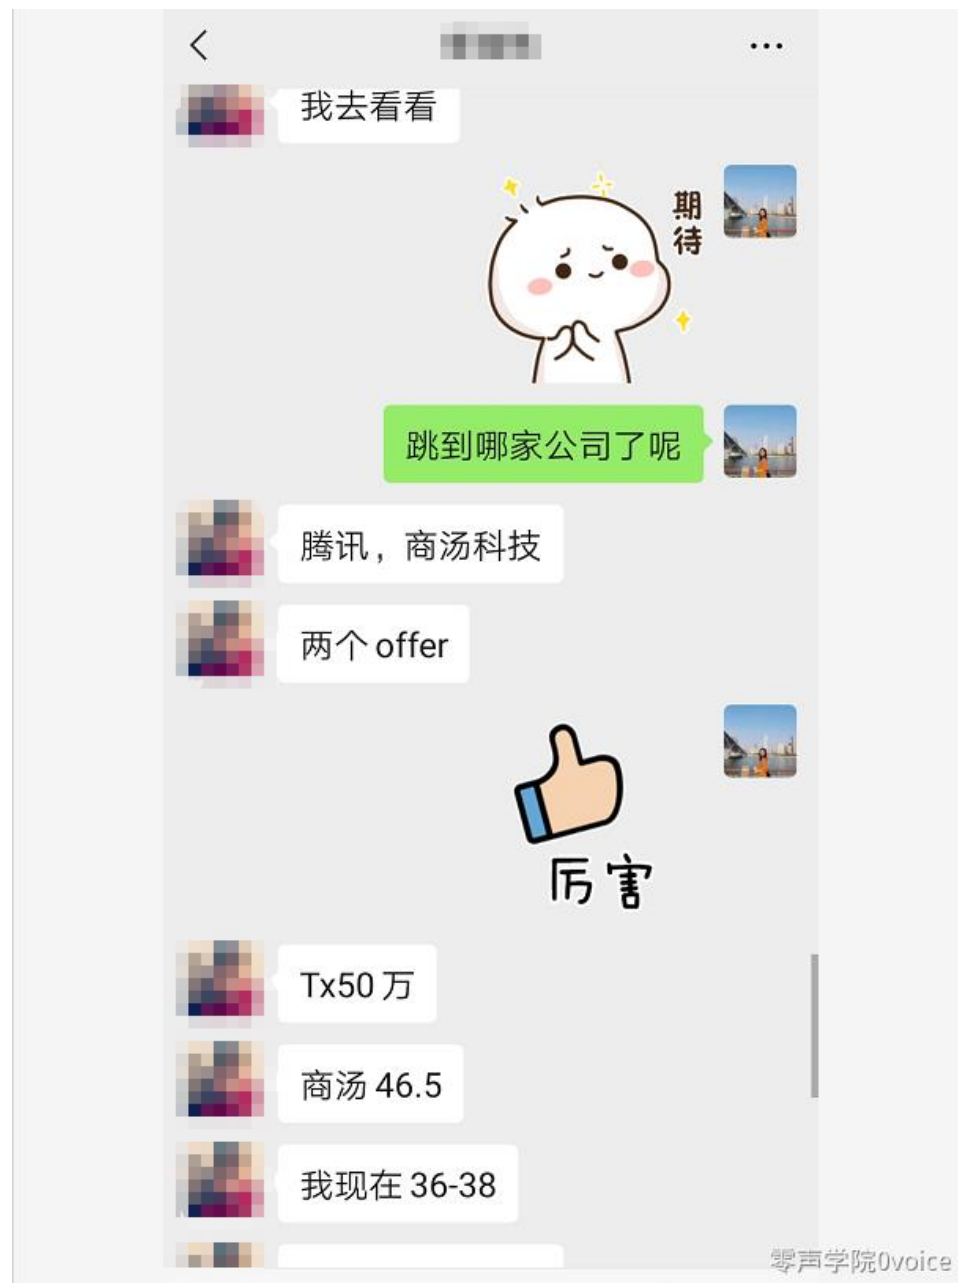 我去看看
期待
跳到哪家公司了呢
腾讯，商汤科技
两个offer
厉害
Tx50万
商汤46.5
我现在36-38
零声学院0voice